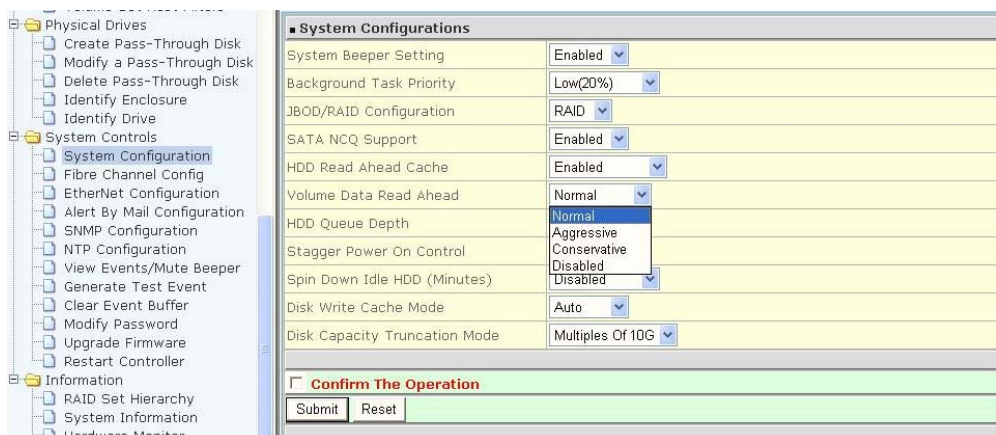 Volume Set Host Filters
Physical Drives
Create Pass-Through Disk
Modify a Pass-Through Disk
Delete Pass-Through Disk
Identify Enclosure
Identify Drive
System Controls
System Configuration
Fibre Channel Config
EtherNet Configuration
Alert By Mail Configuration
SNMP Configuration
NTP Configuration
View Events/Mute Beeper
Generate Test Event
Clear Event Buffer
Modify Password
Upgrade Firmware
Restart Controller
Information
RAID Set Hierarchy
System Information
Hardware Monitor
System Configurations
System Beeper Setting Enabled
Background Task Priority Low(20%)
JBOD/RAID Configuration RAID
SATA NCQ Support Enabled
HDD Read Ahead Cache Enabled
Volume Data Read Ahead Normal
HDD Queue Depth
Normal
Aggressive
Conservative
Disabled
Stagger Power On Control
Spin Down Idle HDD (Minutes) Disabled
Disk Write Cache Mode Auto
Disk Capacity Truncation Mode Multiples Of 10G
Confirm The Operation
Submit Reset